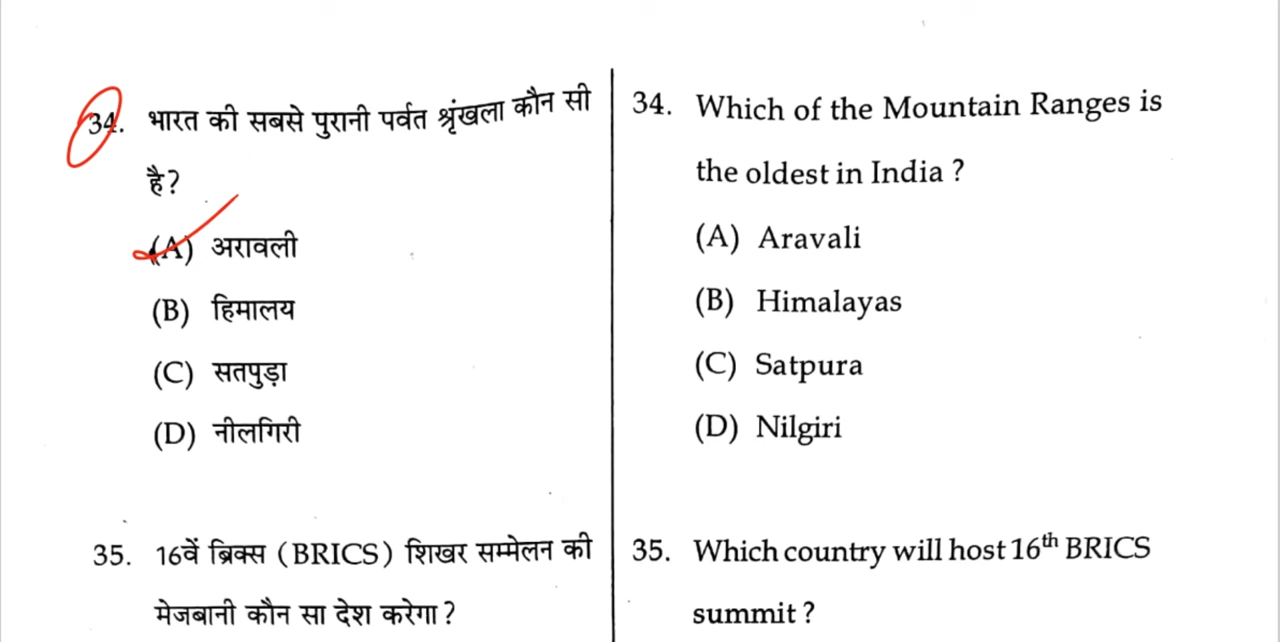 34. भारत की सबसे पुरानी पर्वत श्रृंखला कौन सी
है?
(A) अरावली
(B) हिमालय
(C) सतपुड़ा
(D) नीलगिरी
35. 16वें ब्रिक्स (BRICS) शिखर सम्मेलन की
मेजबानी कौन सा देश करेगा?
34. Which of the Mountain Ranges is
the oldest in India ?
(A) Aravali
(B) Himalayas
(C) Satpura
(D) Nilgiri
35. Which country will host 16th BRICS
summit ?